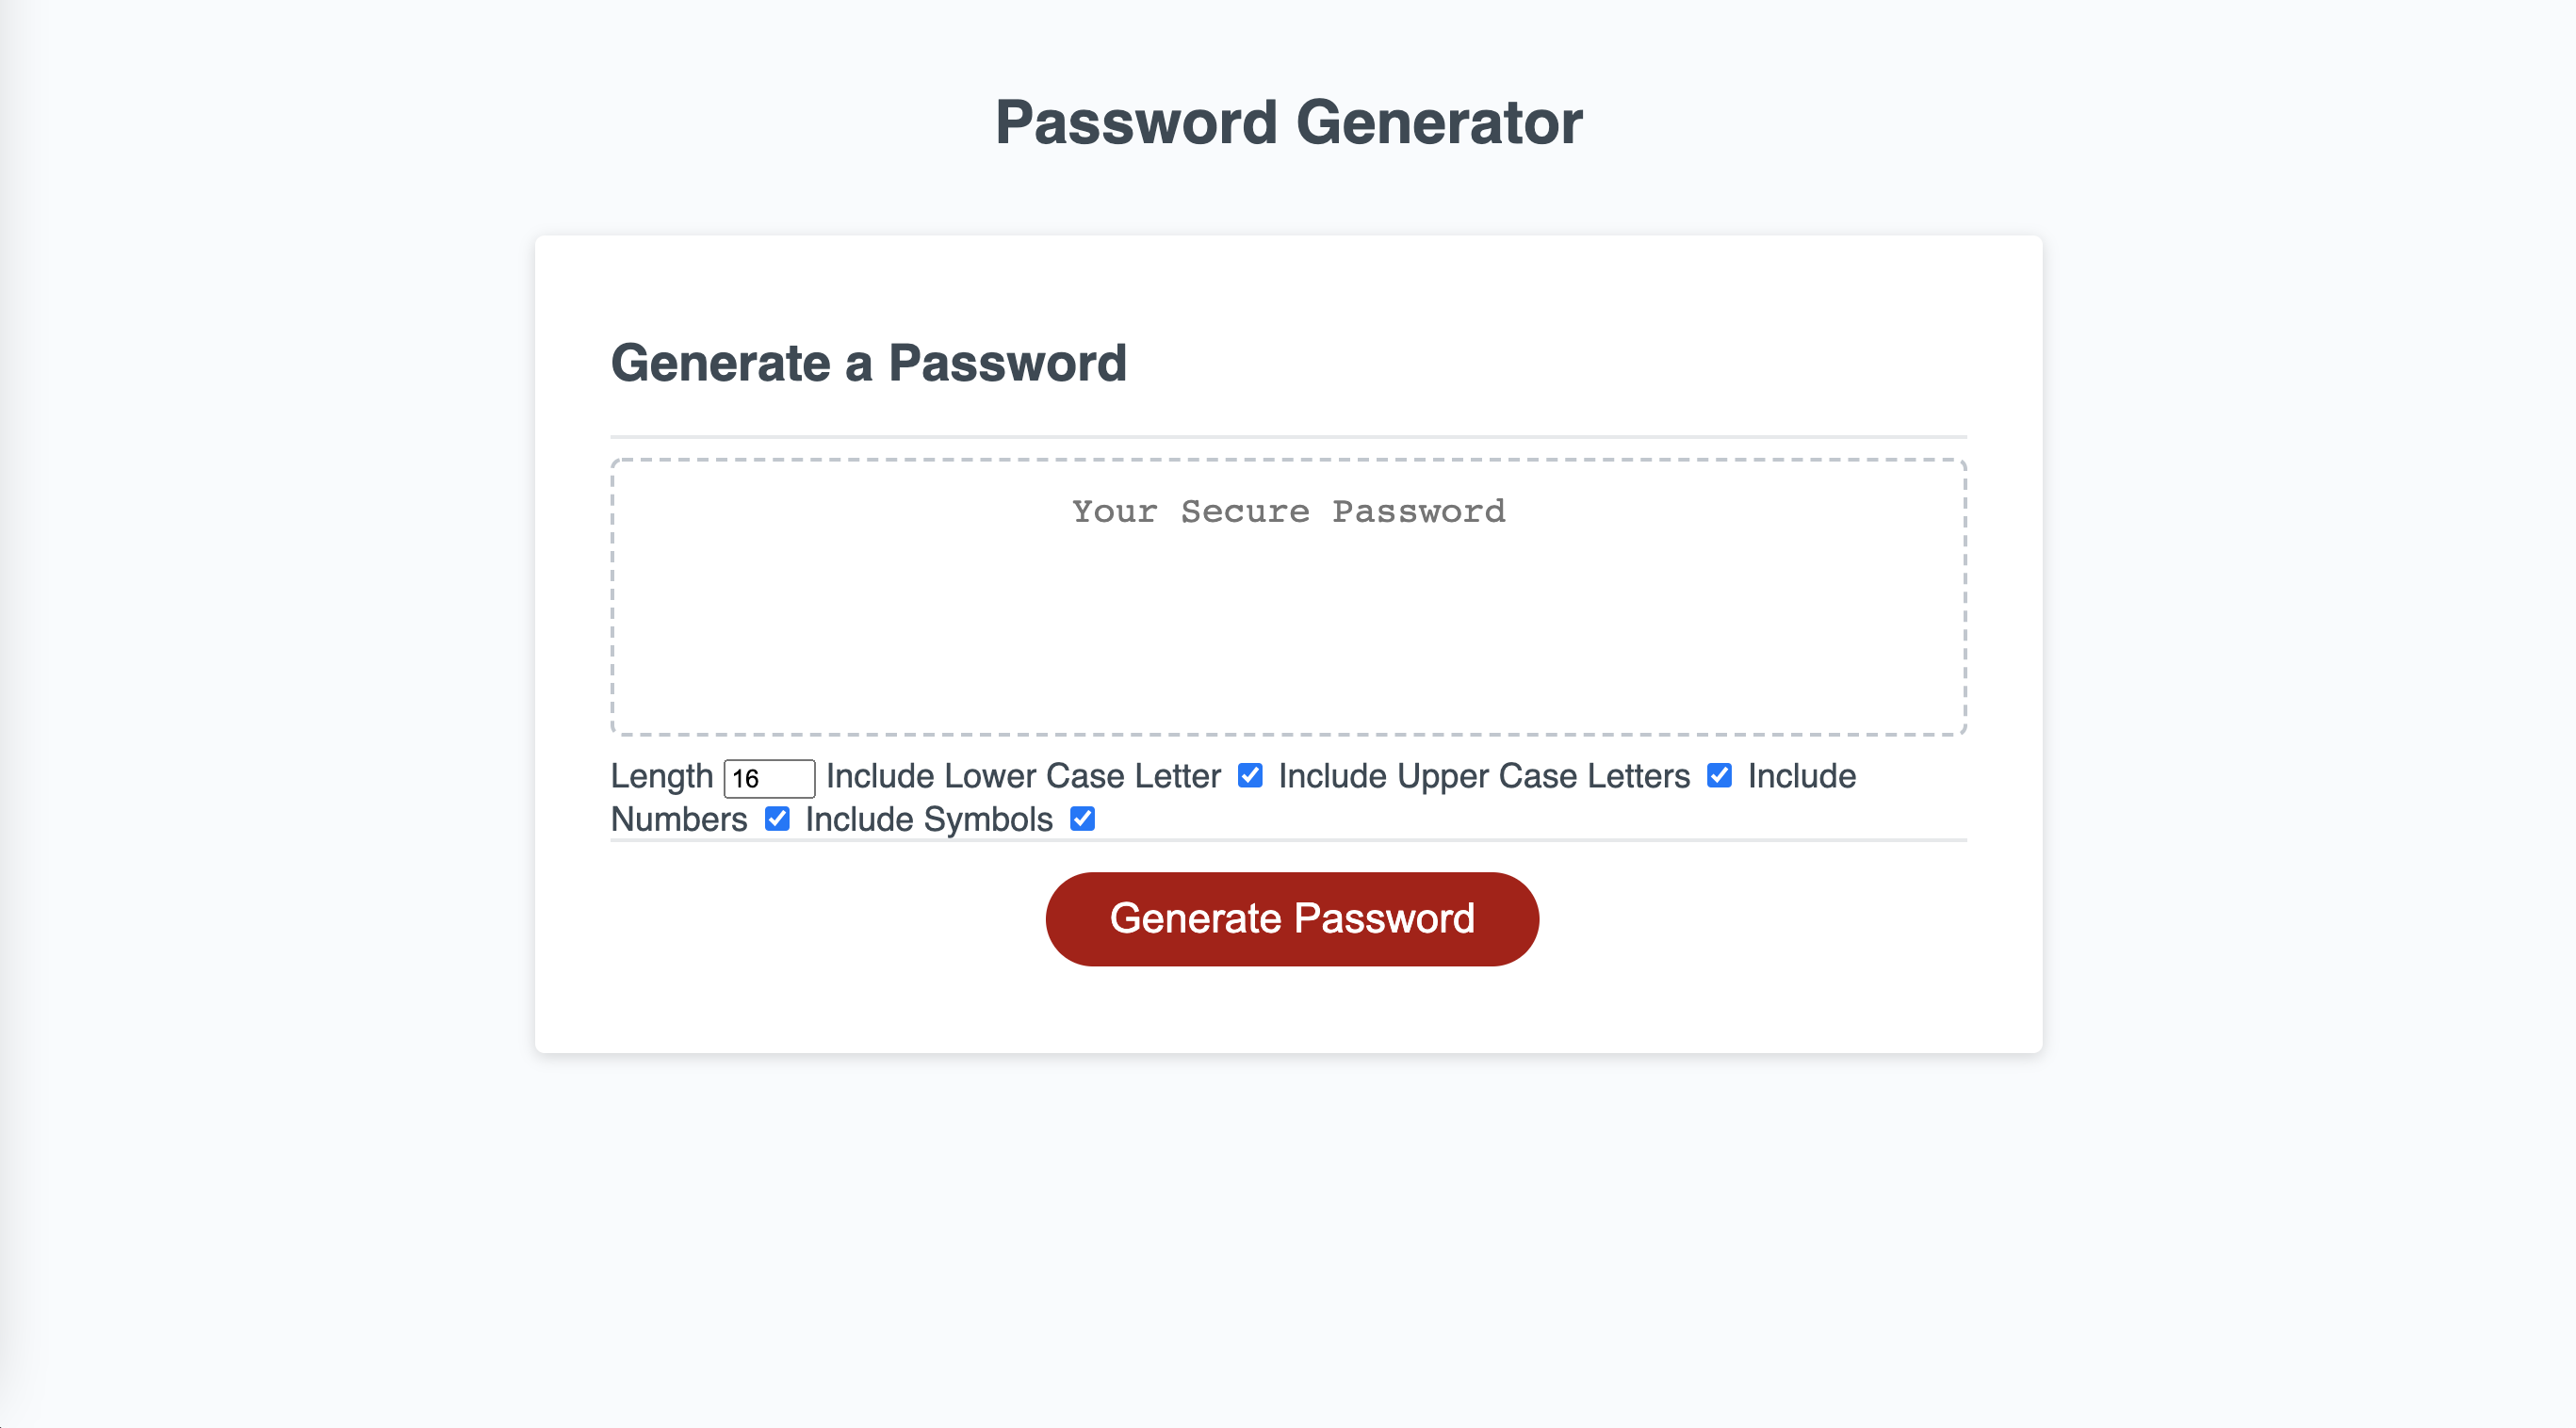 Password Generator
Generate a Password
Your Secure Password
Length 16 Include Lower Case Letter Include Upper Case Letters Include
Numbers Include Symbols
Generate Password